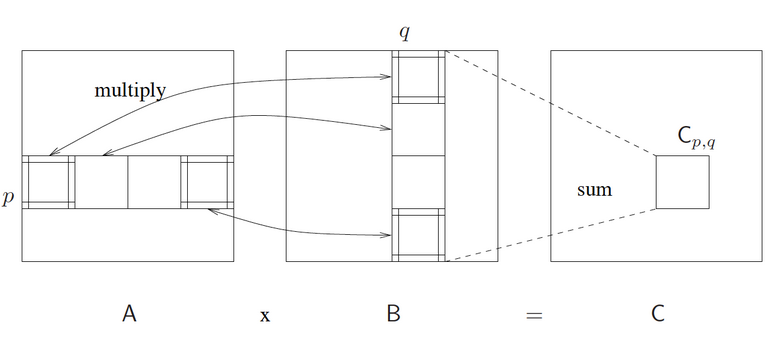 q
multiply
C_{p,q}
p
sum
A x B = C